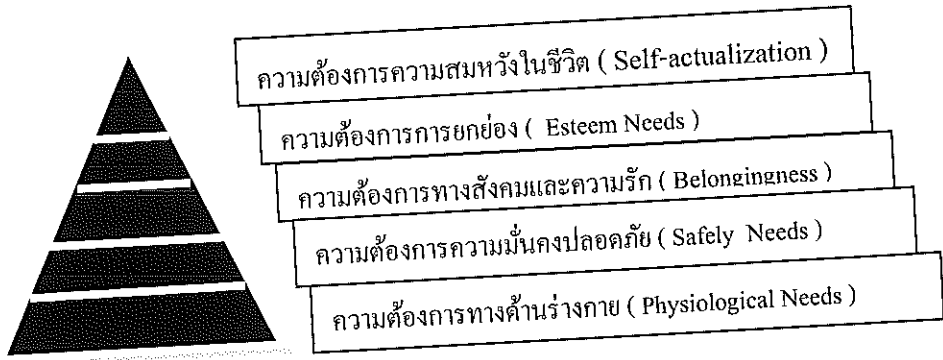 ความต้องการความสมหวังในชีวิต ( Self-actualization )
ความต้องการการยกย่อง ( Esteem Needs )
ความต้องการทางสังคมและความรัก ( Belongingness )
ความต้องการความมั่นคงปลอดภัย ( Safely Needs )
ความต้องการทางด้านร่างกาย ( Physiological Needs )